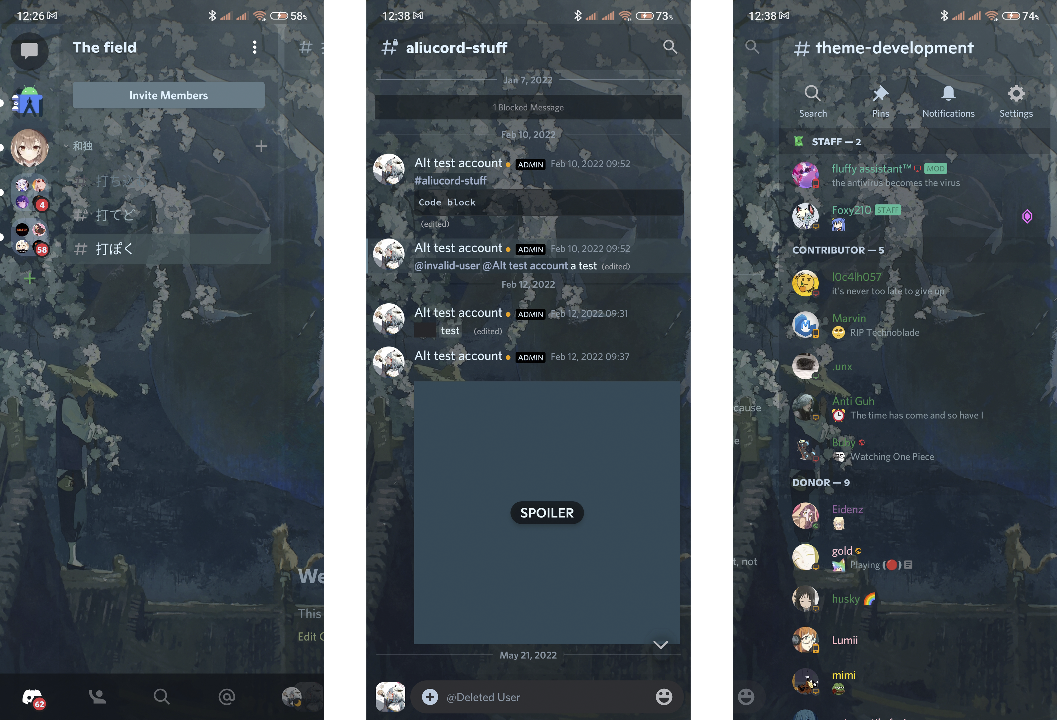 12:26
58%
The field
Invite Members
和独
打てど
打ぼく
4
58
We
This
Edit C
62
12:38
73%
# aliucord-stuff
Jan 7, 2022
1 Blocked Message
Feb 10, 2022
Alt test account ADMIN Feb 10, 2022 09:52
#aliucord-stuff
Code block
(edited)
Alt test account ADMIN Feb 10, 2022 09:52
@invalid-user @Alt test account a test (edited)
Feb 12, 2022
Alt test account ADMIN Feb 12, 2022 09:31
test (edited)
Alt test account ADMIN Feb 12, 2022 09:37
SPOILER
May 21, 2022
@Deleted User
12:38
74%
# theme-development
Search
Pins
Notifications
Settings
STAFF — 2
fluffy assistant™ MOD
the antivirus becomes the virus
Foxy210 STAFF
CONTRIBUTOR — 5
l0c4lh057
it's never too late to give up
Marvin
RIP Technoblade
.unx
Anti Guh
The time has come and so have I
Watching One Piece
DONOR — 9
Eidenz
gold
Playing (🔴)
husky 🌈
Lumii
mimi
cause
e
t, not